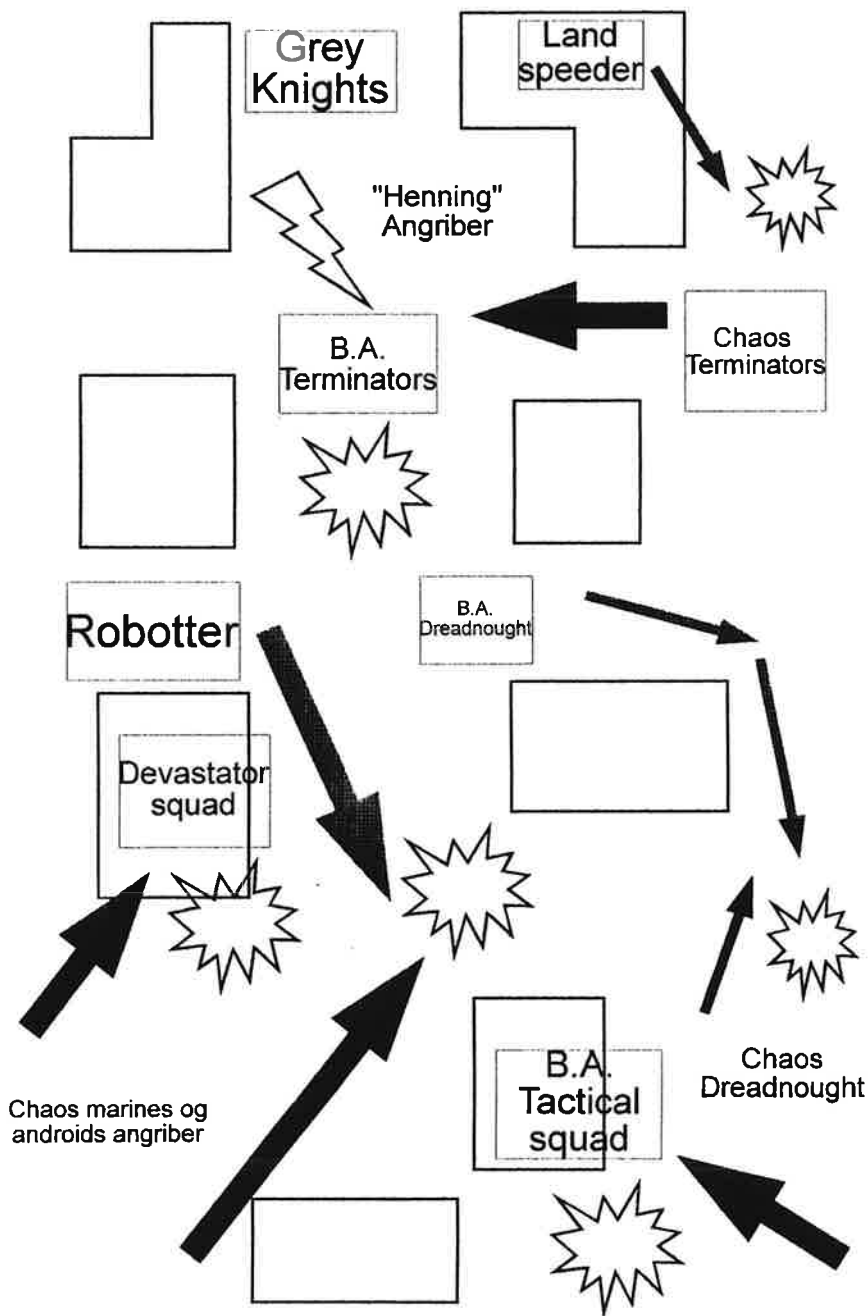 Grey
Knights
Land
speeder
"Henning"
Angriber
B.A.
Terminators
Chaos
Terminators
Robotter
B.A.
Dreadnought
Devastator
squad
B.A.
Tactical
squad
Chaos
Dreadnought
Chaos marines og
androids angriber